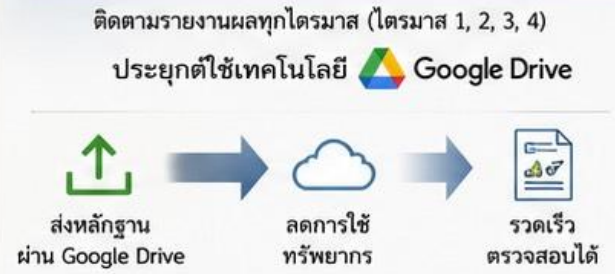 ติดตามรายงานผลทุกไตรมาส (ไตรมาส 1, 2, 3, 4)
ประยุกต์ใช้เทคโนโลยี Google Drive
ส่งหลักฐาน
ผ่าน Google Drive
ลดการใช้
ทรัพยากร
รวดเร็ว
ตรวจสอบได้